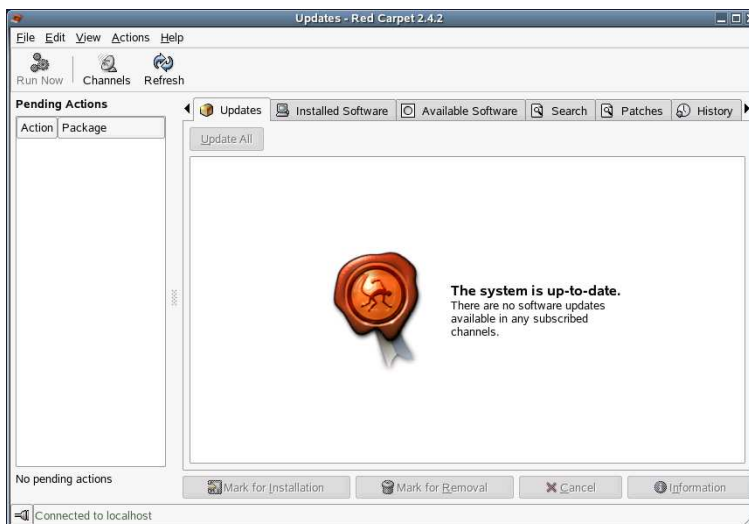 Updates - Red Carpet 2.4.2
File Edit View Actions Help
Run Now Channels Refresh
Pending Actions
Action Package
Updates Installed Software Available Software Search Patches History
Update All
The system is up-to-date.
There are no software updates
available in any subscribed
channels.
No pending actions
Mark for Installation Mark for Removal Cancel Information
Connected to localhost